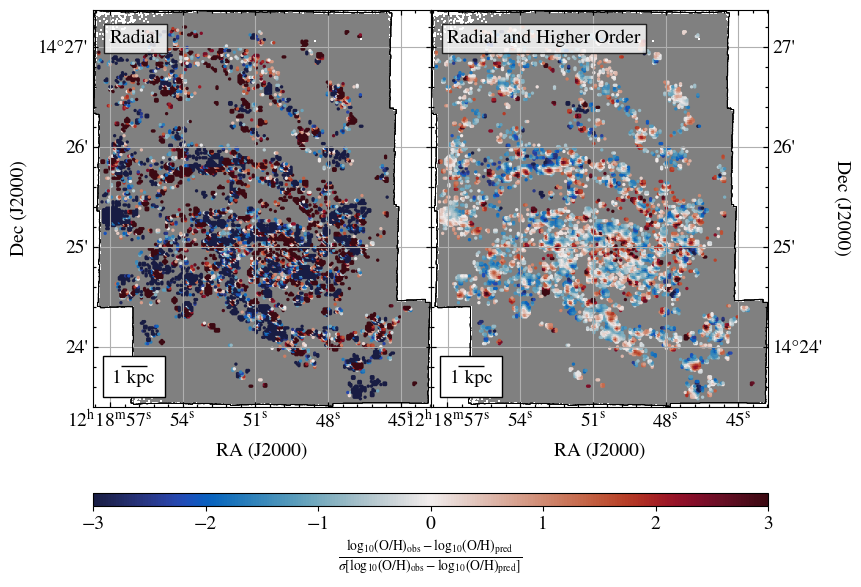 Radial
Radial and Higher Order
14°27' 27'
26' 26'
25' 25'
24' 14°24'
Dec (J2000)
Dec (J2000)
1 kpc
1 kpc
12ʰ18ᵐ57ˢ 54ˢ 51ˢ 48ˢ 45ˢ
12ʰ18ᵐ57ˢ 54ˢ 51ˢ 48ˢ 45ˢ
RA (J2000)
RA (J2000)
−3 −2 −1 0 1 2 3
log₁₀(O/H)obs − log₁₀(O/H)pred
σ[log₁₀(O/H)obs − log₁₀(O/H)pred]